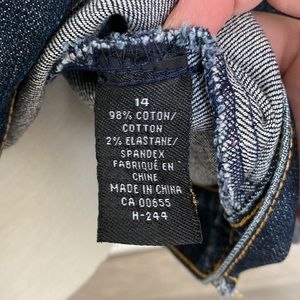 14
98% COTTON/
COTTON
2% ELASTANE/
SPANDEX
FABRIQUÉ EN
CHINE
MADE IN CHINA
CA 00655
H-244